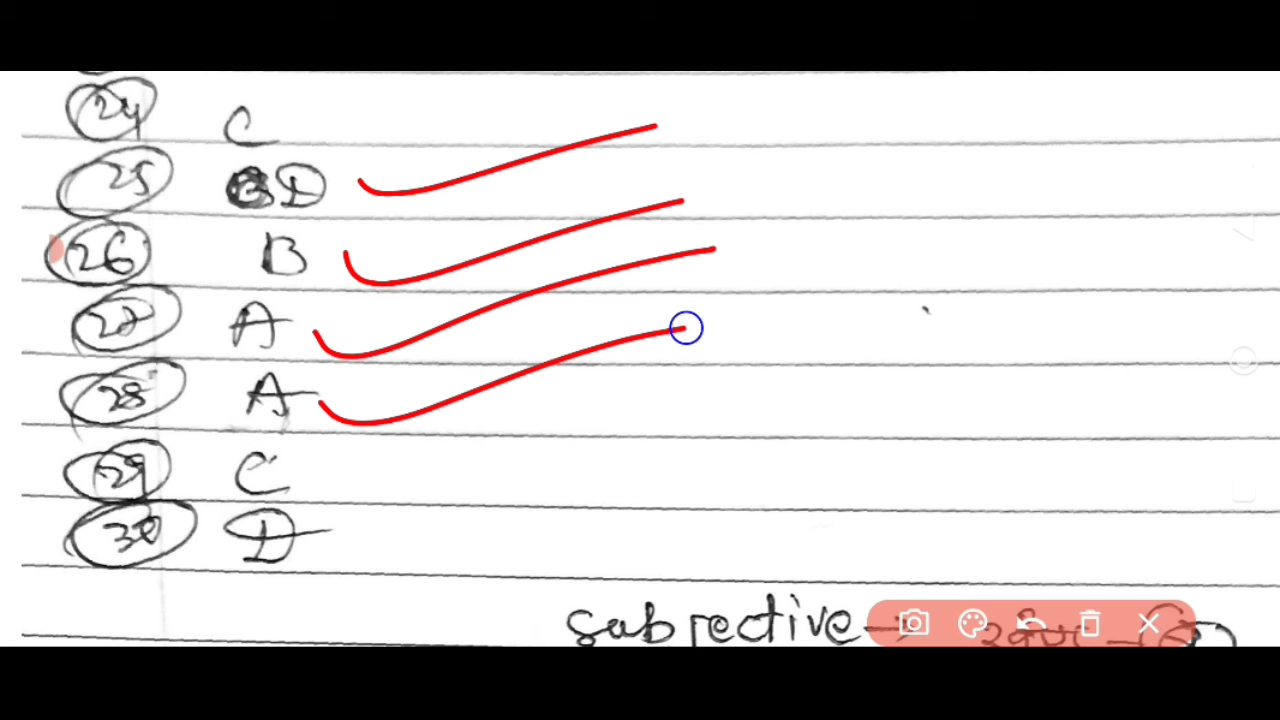 24 C
25 D
26 B
27 A
28 A
29 C
30 D
subjective →